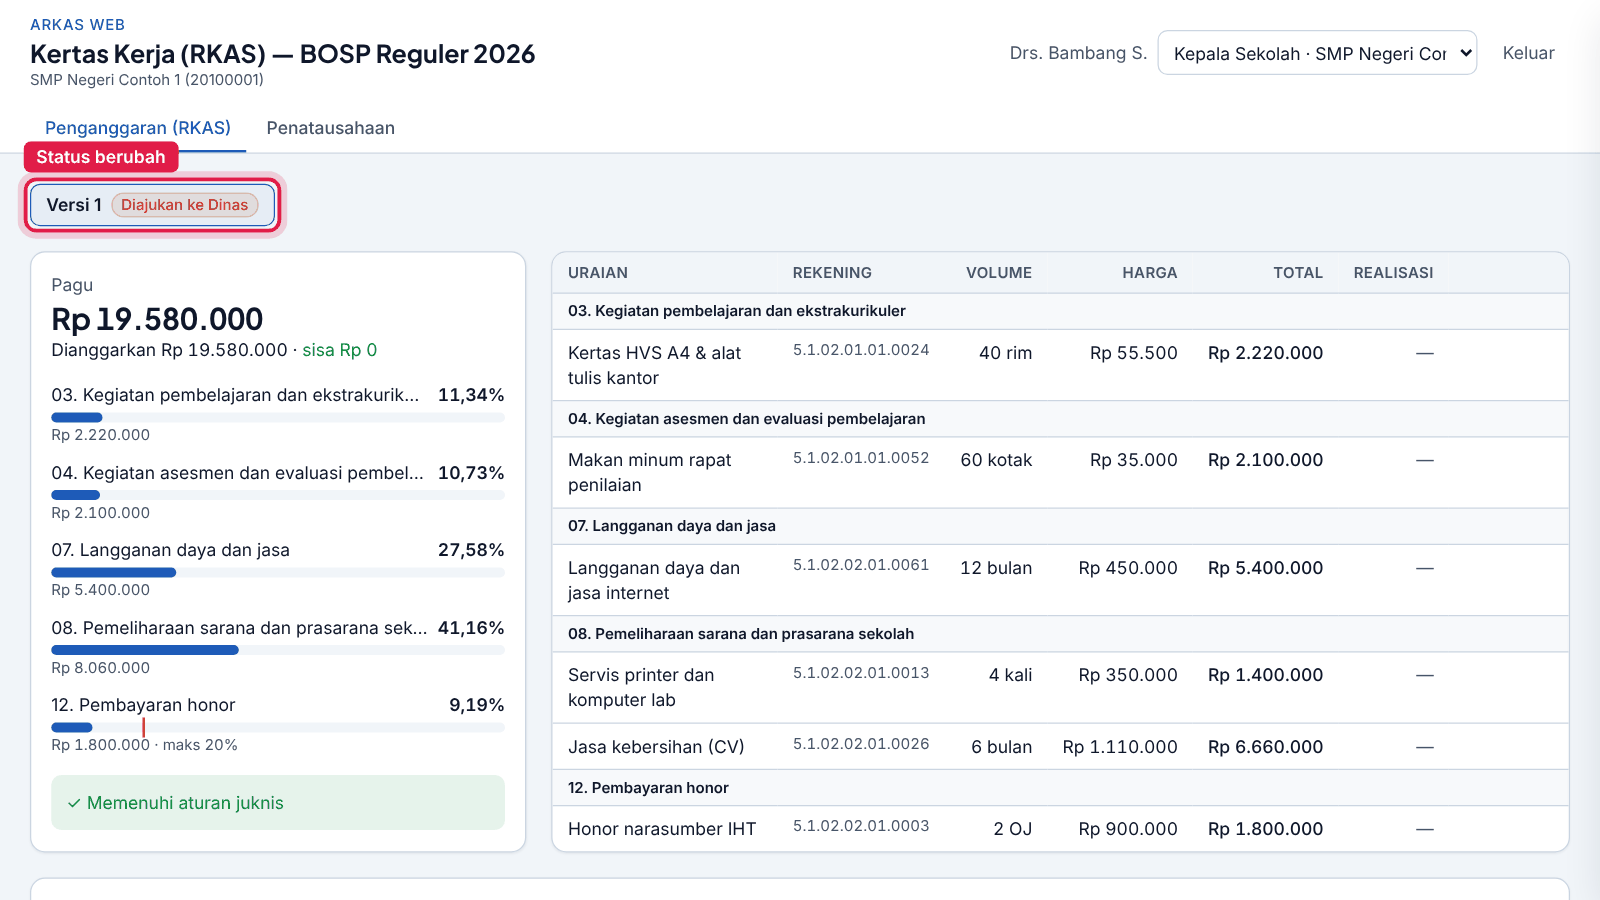 ARKAS WEB
Kertas Kerja (RKAS) — BOSP Reguler 2026
SMP Negeri Contoh 1 (20100001)
Drs. Bambang S.
Kepala Sekolah · SMP Negeri Cor
Keluar
Penganggaran (RKAS)
Penatausahaan
Status berubah
Versi 1 Diajukan ke Dinas
Pagu
Rp 19.580.000
Dianggarkan Rp 19.580.000 · sisa Rp 0
03. Kegiatan pembelajaran dan ekstrakurik... 11,34%
Rp 2.220.000
04. Kegiatan asesmen dan evaluasi pembel... 10,73%
Rp 2.100.000
07. Langganan daya dan jasa 27,58%
Rp 5.400.000
08. Pemeliharaan sarana dan prasarana sek... 41,16%
Rp 8.060.000
12. Pembayaran honor 9,19%
Rp 1.800.000 · maks 20%
✓ Memenuhi aturan juknis
URAIAN REKENING VOLUME HARGA TOTAL REALISASI
03. Kegiatan pembelajaran dan ekstrakurikuler
Kertas HVS A4 & alat 5.1.02.01.01.0024 40 rim Rp 55.500 Rp 2.220.000 —
tulis kantor
04. Kegiatan asesmen dan evaluasi pembelajaran
Makan minum rapat 5.1.02.01.01.0052 60 kotak Rp 35.000 Rp 2.100.000 —
penilaian
07. Langganan daya dan jasa
Langganan daya dan 5.1.02.02.01.0061 12 bulan Rp 450.000 Rp 5.400.000 —
jasa internet
08. Pemeliharaan sarana dan prasarana sekolah
Servis printer dan 5.1.02.02.01.0013 4 kali Rp 350.000 Rp 1.400.000 —
komputer lab
Jasa kebersihan (CV) 5.1.02.02.01.0026 6 bulan Rp 1.110.000 Rp 6.660.000 —
12. Pembayaran honor
Honor narasumber IHT 5.1.02.02.01.0003 2 OJ Rp 900.000 Rp 1.800.000 —